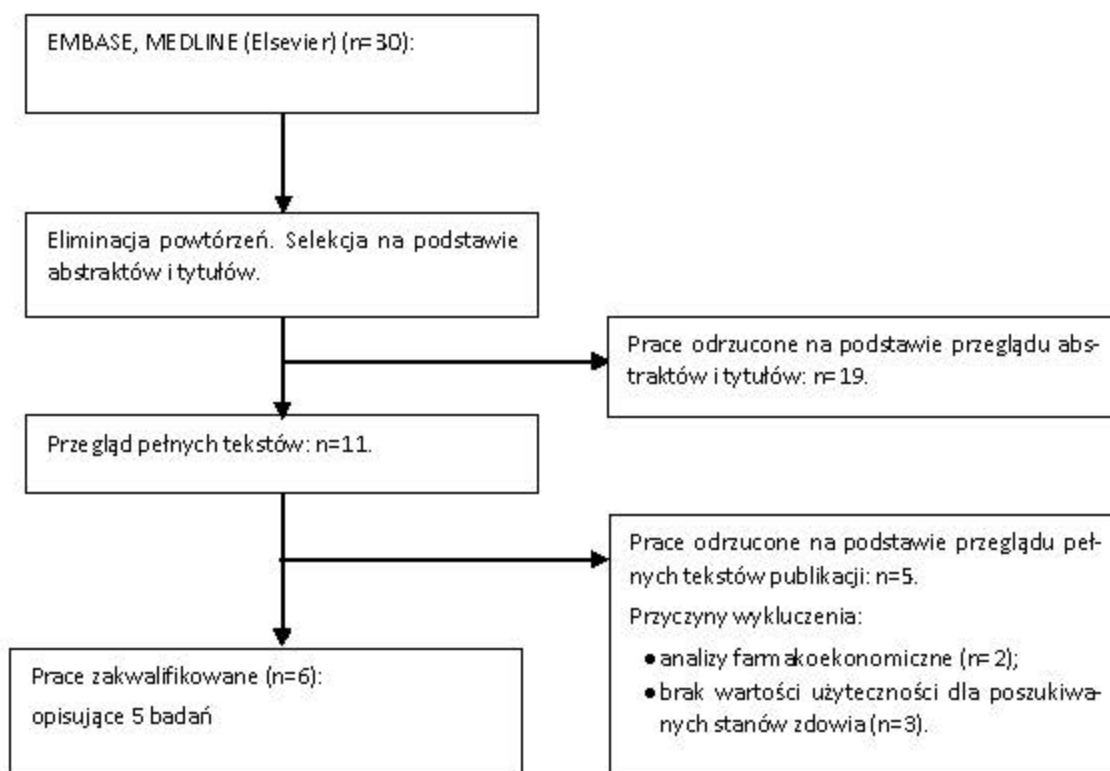 EMBASE, MEDLINE (Elsevier) (n=30):
Eliminacja powtórzeń. Selekcja na podstawie
abstraktów i tytułów.
Prace odrzucone na podstawie przeglądu abs-
traktów i tytułów: n=19.
Przegląd pełnych tekstów: n=11.
Prace odrzucone na podstawie przeglądu peł-
nych tekstów publikacji: n=5.
Przyczyny wykluczenia:
● analizy farmakoekonomiczne (n=2);
● brak wartości użyteczności dla poszukiwa-
nych stanów zdowia (n=3).
Prace zakwalifikowane (n=6):
opisujące 5 badań